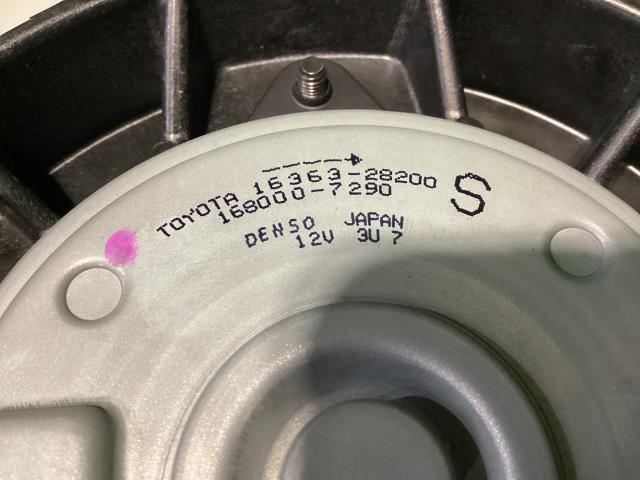 TOYOTA 16363-28200
168000-7290
S
DENSO JAPAN
12V 3U 7